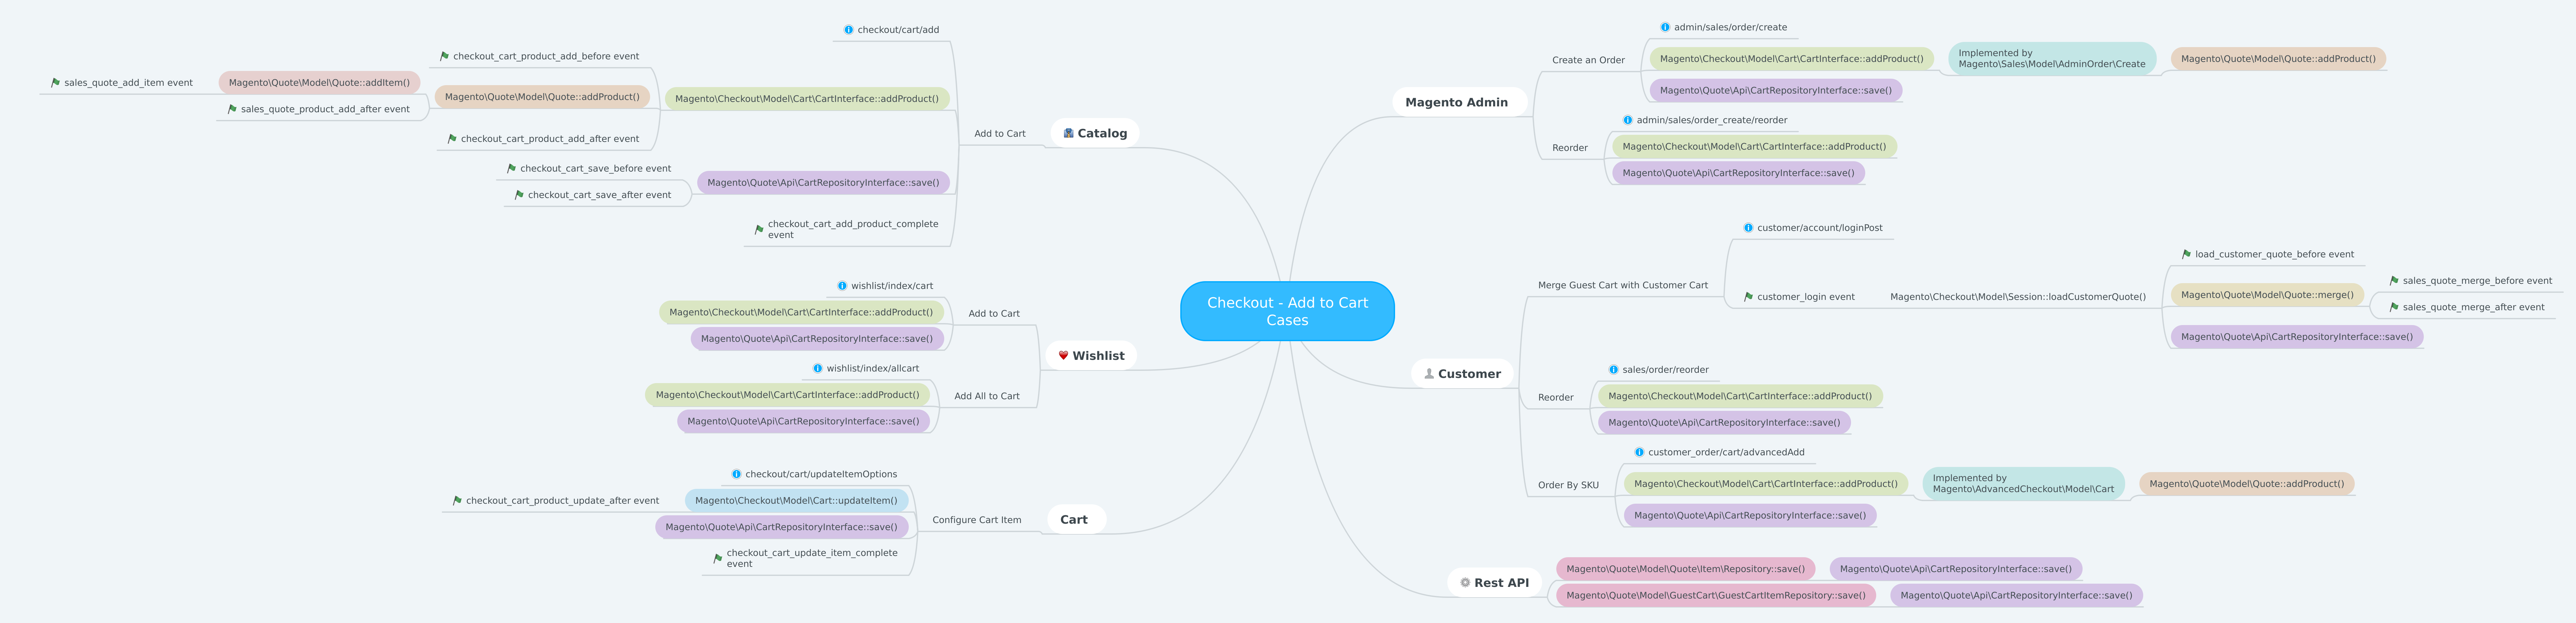 Checkout - Add to Cart
Cases
Catalog
Add to Cart
checkout/cart/add
Magento\Checkout\Model\Cart\CartInterface::addProduct()
checkout_cart_product_add_before event
Magento\Quote\Model\Quote::addProduct()
Magento\Quote\Model\Quote::addItem()
sales_quote_add_item event
sales_quote_product_add_after event
checkout_cart_product_add_after event
Magento\Quote\Api\CartRepositoryInterface::save()
checkout_cart_save_before event
checkout_cart_save_after event
checkout_cart_add_product_complete
event
Wishlist
Add to Cart
wishlist/index/cart
Magento\Checkout\Model\Cart\CartInterface::addProduct()
Magento\Quote\Api\CartRepositoryInterface::save()
Add All to Cart
wishlist/index/allcart
Magento\Checkout\Model\Cart\CartInterface::addProduct()
Magento\Quote\Api\CartRepositoryInterface::save()
Cart
Configure Cart Item
checkout/cart/updateItemOptions
Magento\Checkout\Model\Cart::updateItem()
checkout_cart_product_update_after event
Magento\Quote\Api\CartRepositoryInterface::save()
checkout_cart_update_item_complete
event
Magento Admin
Create an Order
admin/sales/order/create
Magento\Checkout\Model\Cart\CartInterface::addProduct()
Implemented by
Magento\Sales\Model\AdminOrder\Create
Magento\Quote\Model\Quote::addProduct()
Magento\Quote\Api\CartRepositoryInterface::save()
Reorder
admin/sales/order_create/reorder
Magento\Checkout\Model\Cart\CartInterface::addProduct()
Magento\Quote\Api\CartRepositoryInterface::save()
Customer
Merge Guest Cart with Customer Cart
customer/account/loginPost
customer_login event
Magento\Checkout\Model\Session::loadCustomerQuote()
load_customer_quote_before event
Magento\Quote\Model\Quote::merge()
sales_quote_merge_before event
sales_quote_merge_after event
Magento\Quote\Api\CartRepositoryInterface::save()
Reorder
sales/order/reorder
Magento\Checkout\Model\Cart\CartInterface::addProduct()
Magento\Quote\Api\CartRepositoryInterface::save()
Order By SKU
customer_order/cart/advancedAdd
Magento\Checkout\Model\Cart\CartInterface::addProduct()
Implemented by
Magento\AdvancedCheckout\Model\Cart
Magento\Quote\Model\Quote::addProduct()
Magento\Quote\Api\CartRepositoryInterface::save()
Rest API
Magento\Quote\Model\Quote\Item\Repository::save()
Magento\Quote\Api\CartRepositoryInterface::save()
Magento\Quote\Model\GuestCart\GuestCartItemRepository::save()
Magento\Quote\Api\CartRepositoryInterface::save()